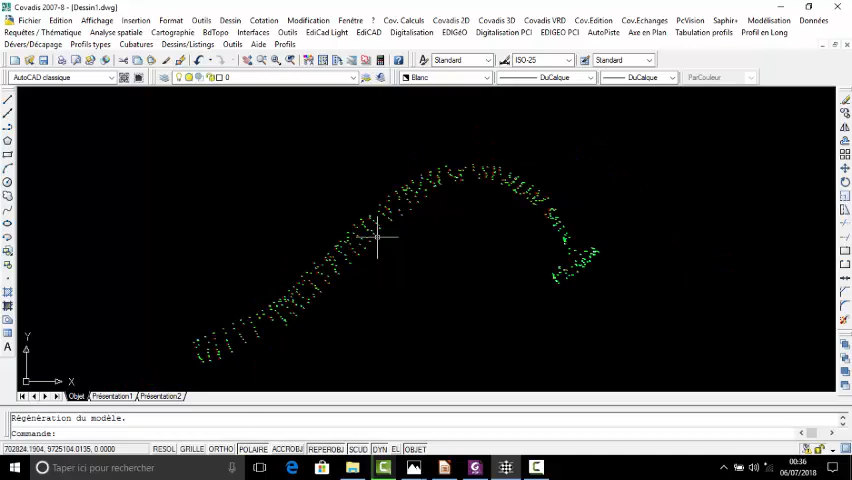 Covadis 2007-8 - [Dessin1.dwg]
Fichier Edition Affichage Insertion Format Outils Dessin Cotation Modification Fenêtre ? Cov. Calculs Covadis 2D Covadis 3D Covadis VRD Cov.Edition Cov.Echanges PcVision Saphir+ Modélisation Données
Requêtes / Thématique Analyse spatiale Cartographie BdTopo Interfaces Outils EdiCad Light EdiCAD Digitalisation EDIGéO Digitalisation PCI EDIGEO PCI AutoPiste Axe en Plan Tabulation profils Profil en Long
Dévers/Décapage Profils types Cubatures Dessins/Listings Outils Aide Profils
Standard ISO-25 Standard
AutoCAD classique 0 Blanc DuCalque DuCalque ParCouleur
Y
X
Objet Présentation1 Présentation2
Régénération du modèle.
Commande:
702824.1904, 9725104.0135, 0.0000 RESOL GRILLE ORTHO POLAIRE ACCROBJ REPEROBJ SCUD DYN EL OBJET
Taper ici pour rechercher
00:36
06/07/2018